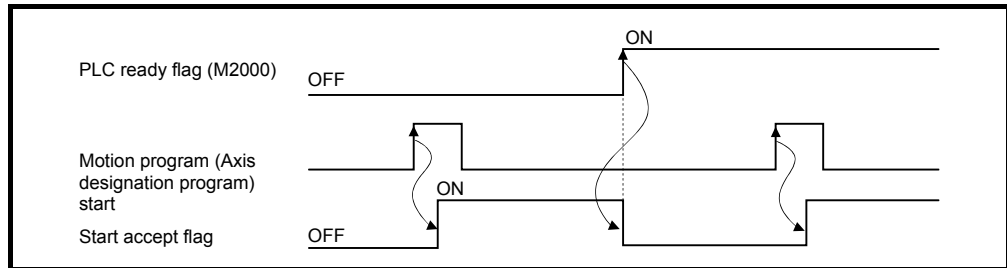 ON
PLC ready flag (M2000)
OFF
Motion program (Axis
designation program)
start
ON
Start accept flag
OFF